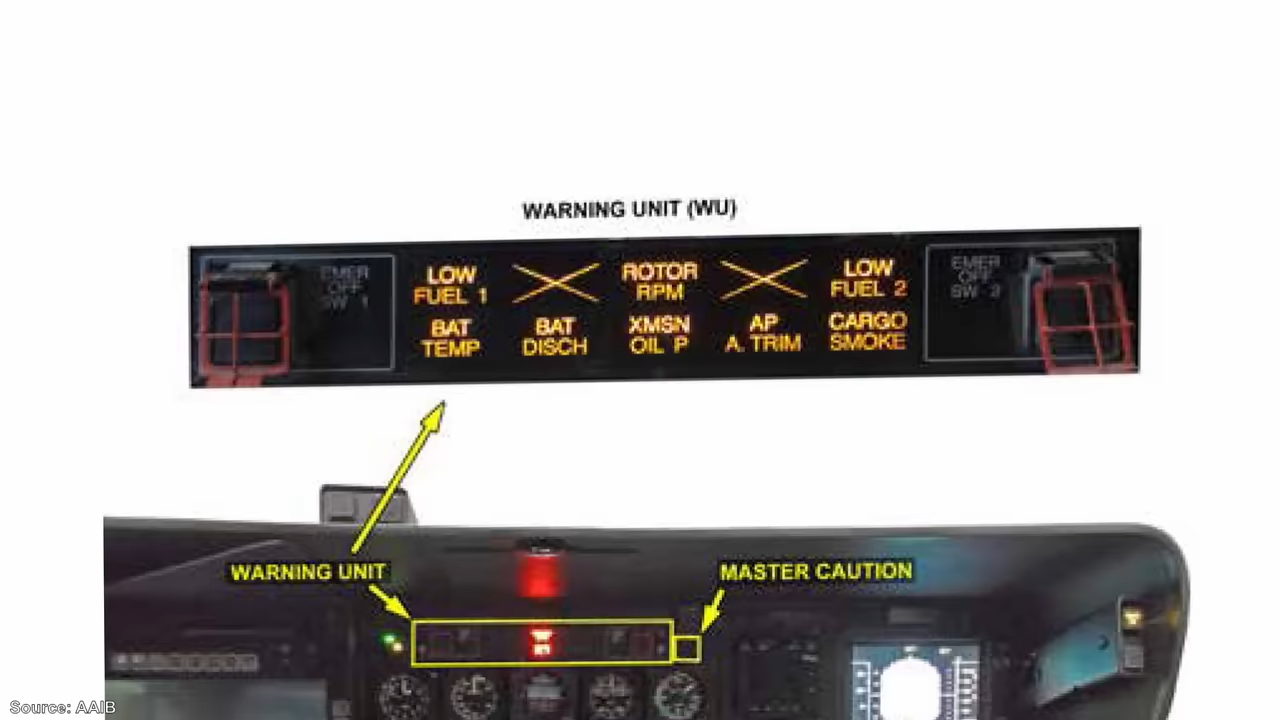 WARNING UNIT (WU)
EMER
OFF
SW 1
LOW
FUEL 1
ROTOR
RPM
LOW
FUEL 2
EMER
OFF
SW 2
BAT
TEMP
BAT
DISCH
XMSN
OIL P
AP
A. TRIM
CARGO
SMOKE
WARNING UNIT
MASTER CAUTION
Source: AAIB